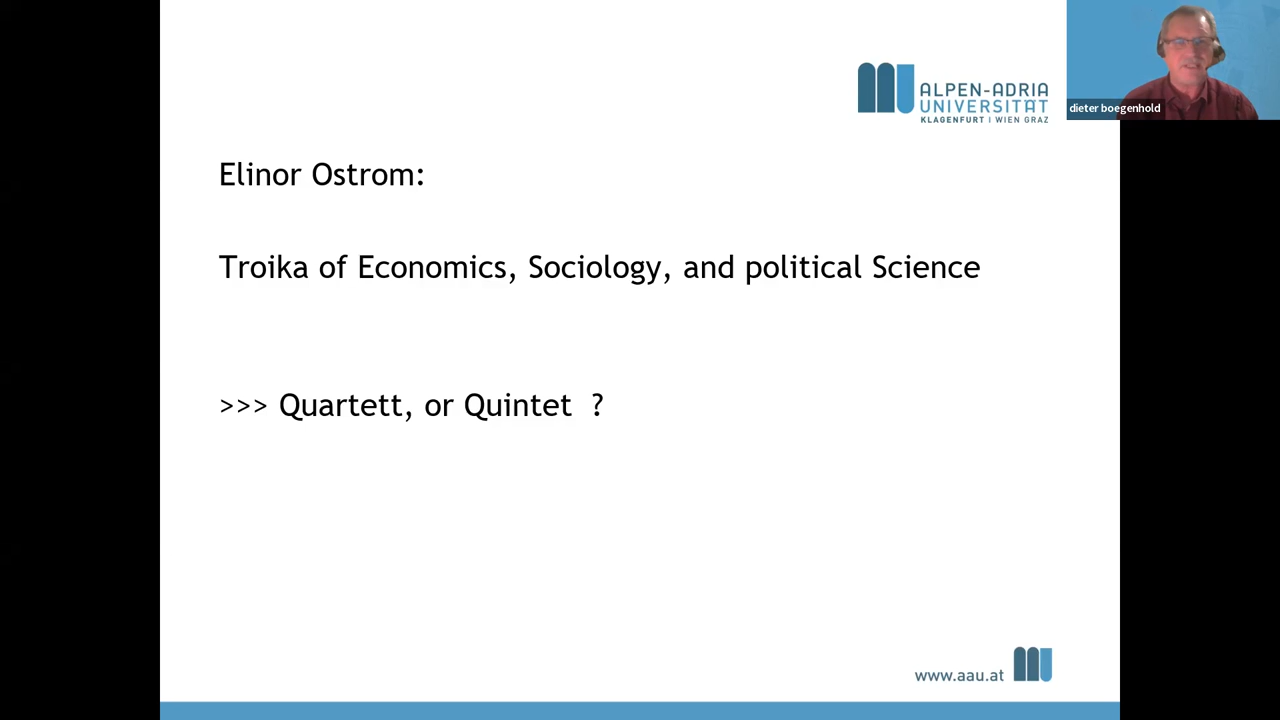 ALPEN-ADRIA
UNIVERSITÄT
KLAGENFURT | WIEN GRAZ
dieter boegenhold
Elinor Ostrom:
Troika of Economics, Sociology, and political Science
>>> Quartett, or Quintet ?
www.aau.at